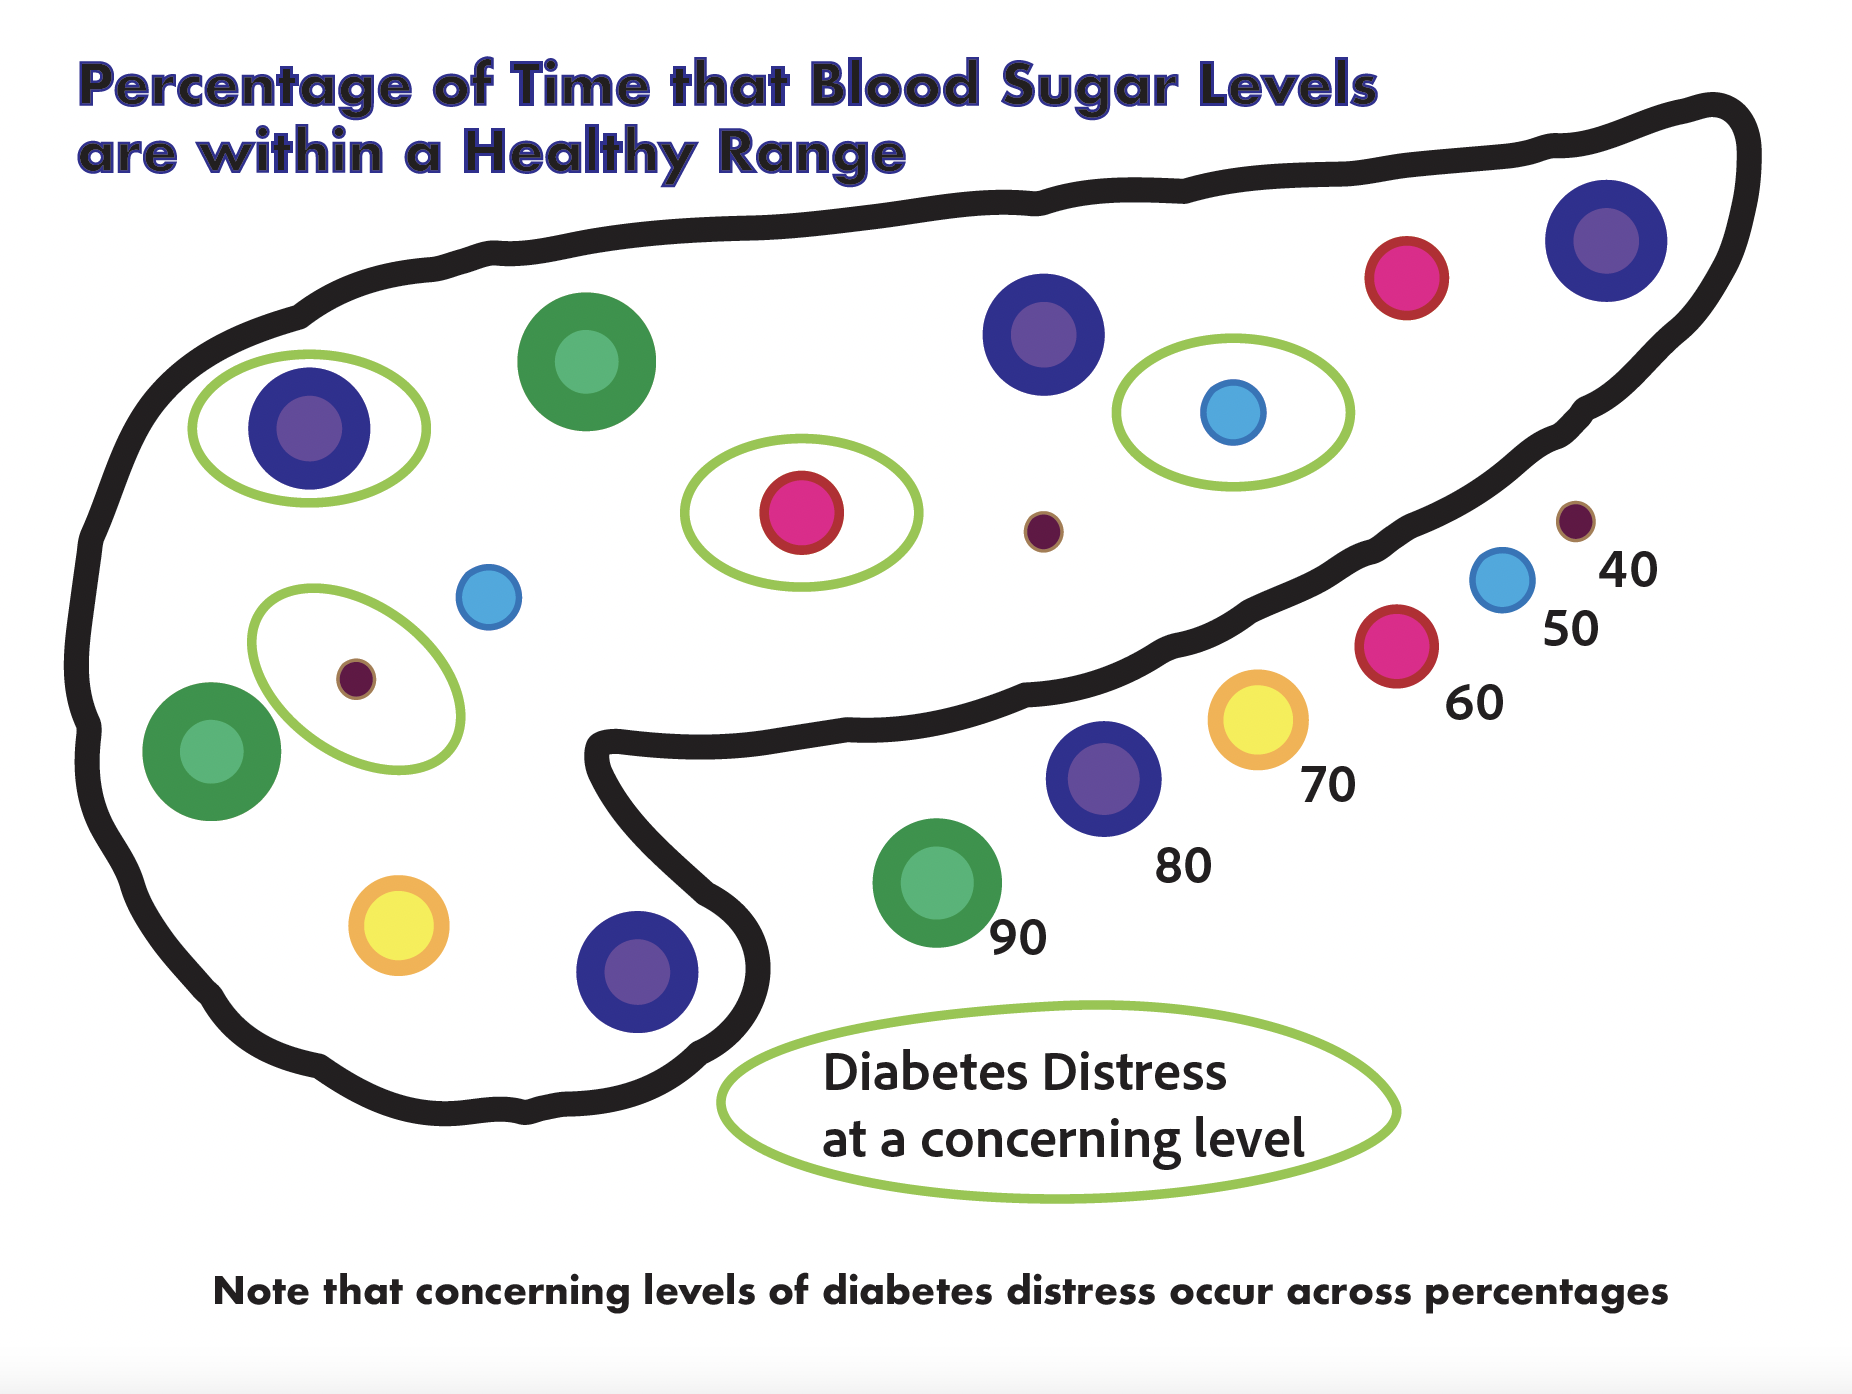 Percentage of Time that Blood Sugar Levels
are within a Healthy Range
40
50
60
70
80
90
Diabetes Distress
at a concerning level
Note that concerning levels of diabetes distress occur across percentages